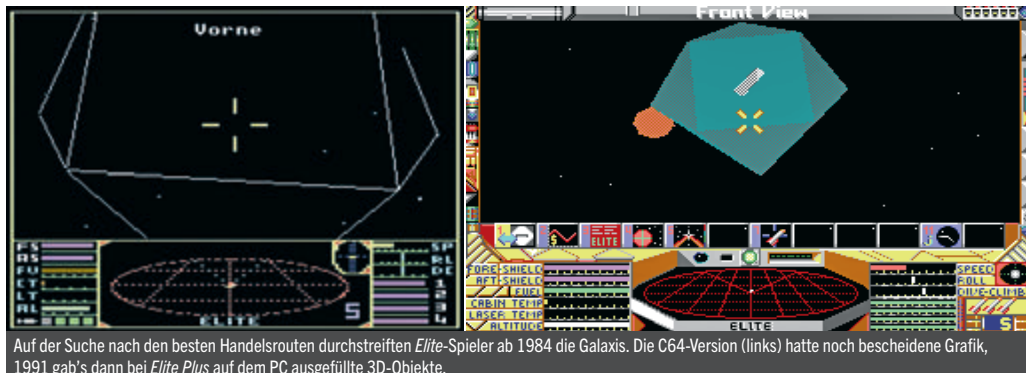 Vorne
FS
AS
FU
CT
LT
AL
SP
RL
DC
1
2
3
4
S
ELITE
Front View
ELITE
FORE-SHIELD
AFT-SHIELD
FUEL
CABIN TEMP
LASER TEMP
ALTITUDE
SPEED
ROLL
DIVE-CLIMB
S
ELITE
Auf der Suche nach den besten Handelsrouten durchstreiften Elite-Spieler ab 1984 die Galaxis. Die C64-Version (links) hatte noch bescheidene Grafik,
1991 gab's dann bei Elite Plus auf dem PC ausgefüllte 3D-Objekte.